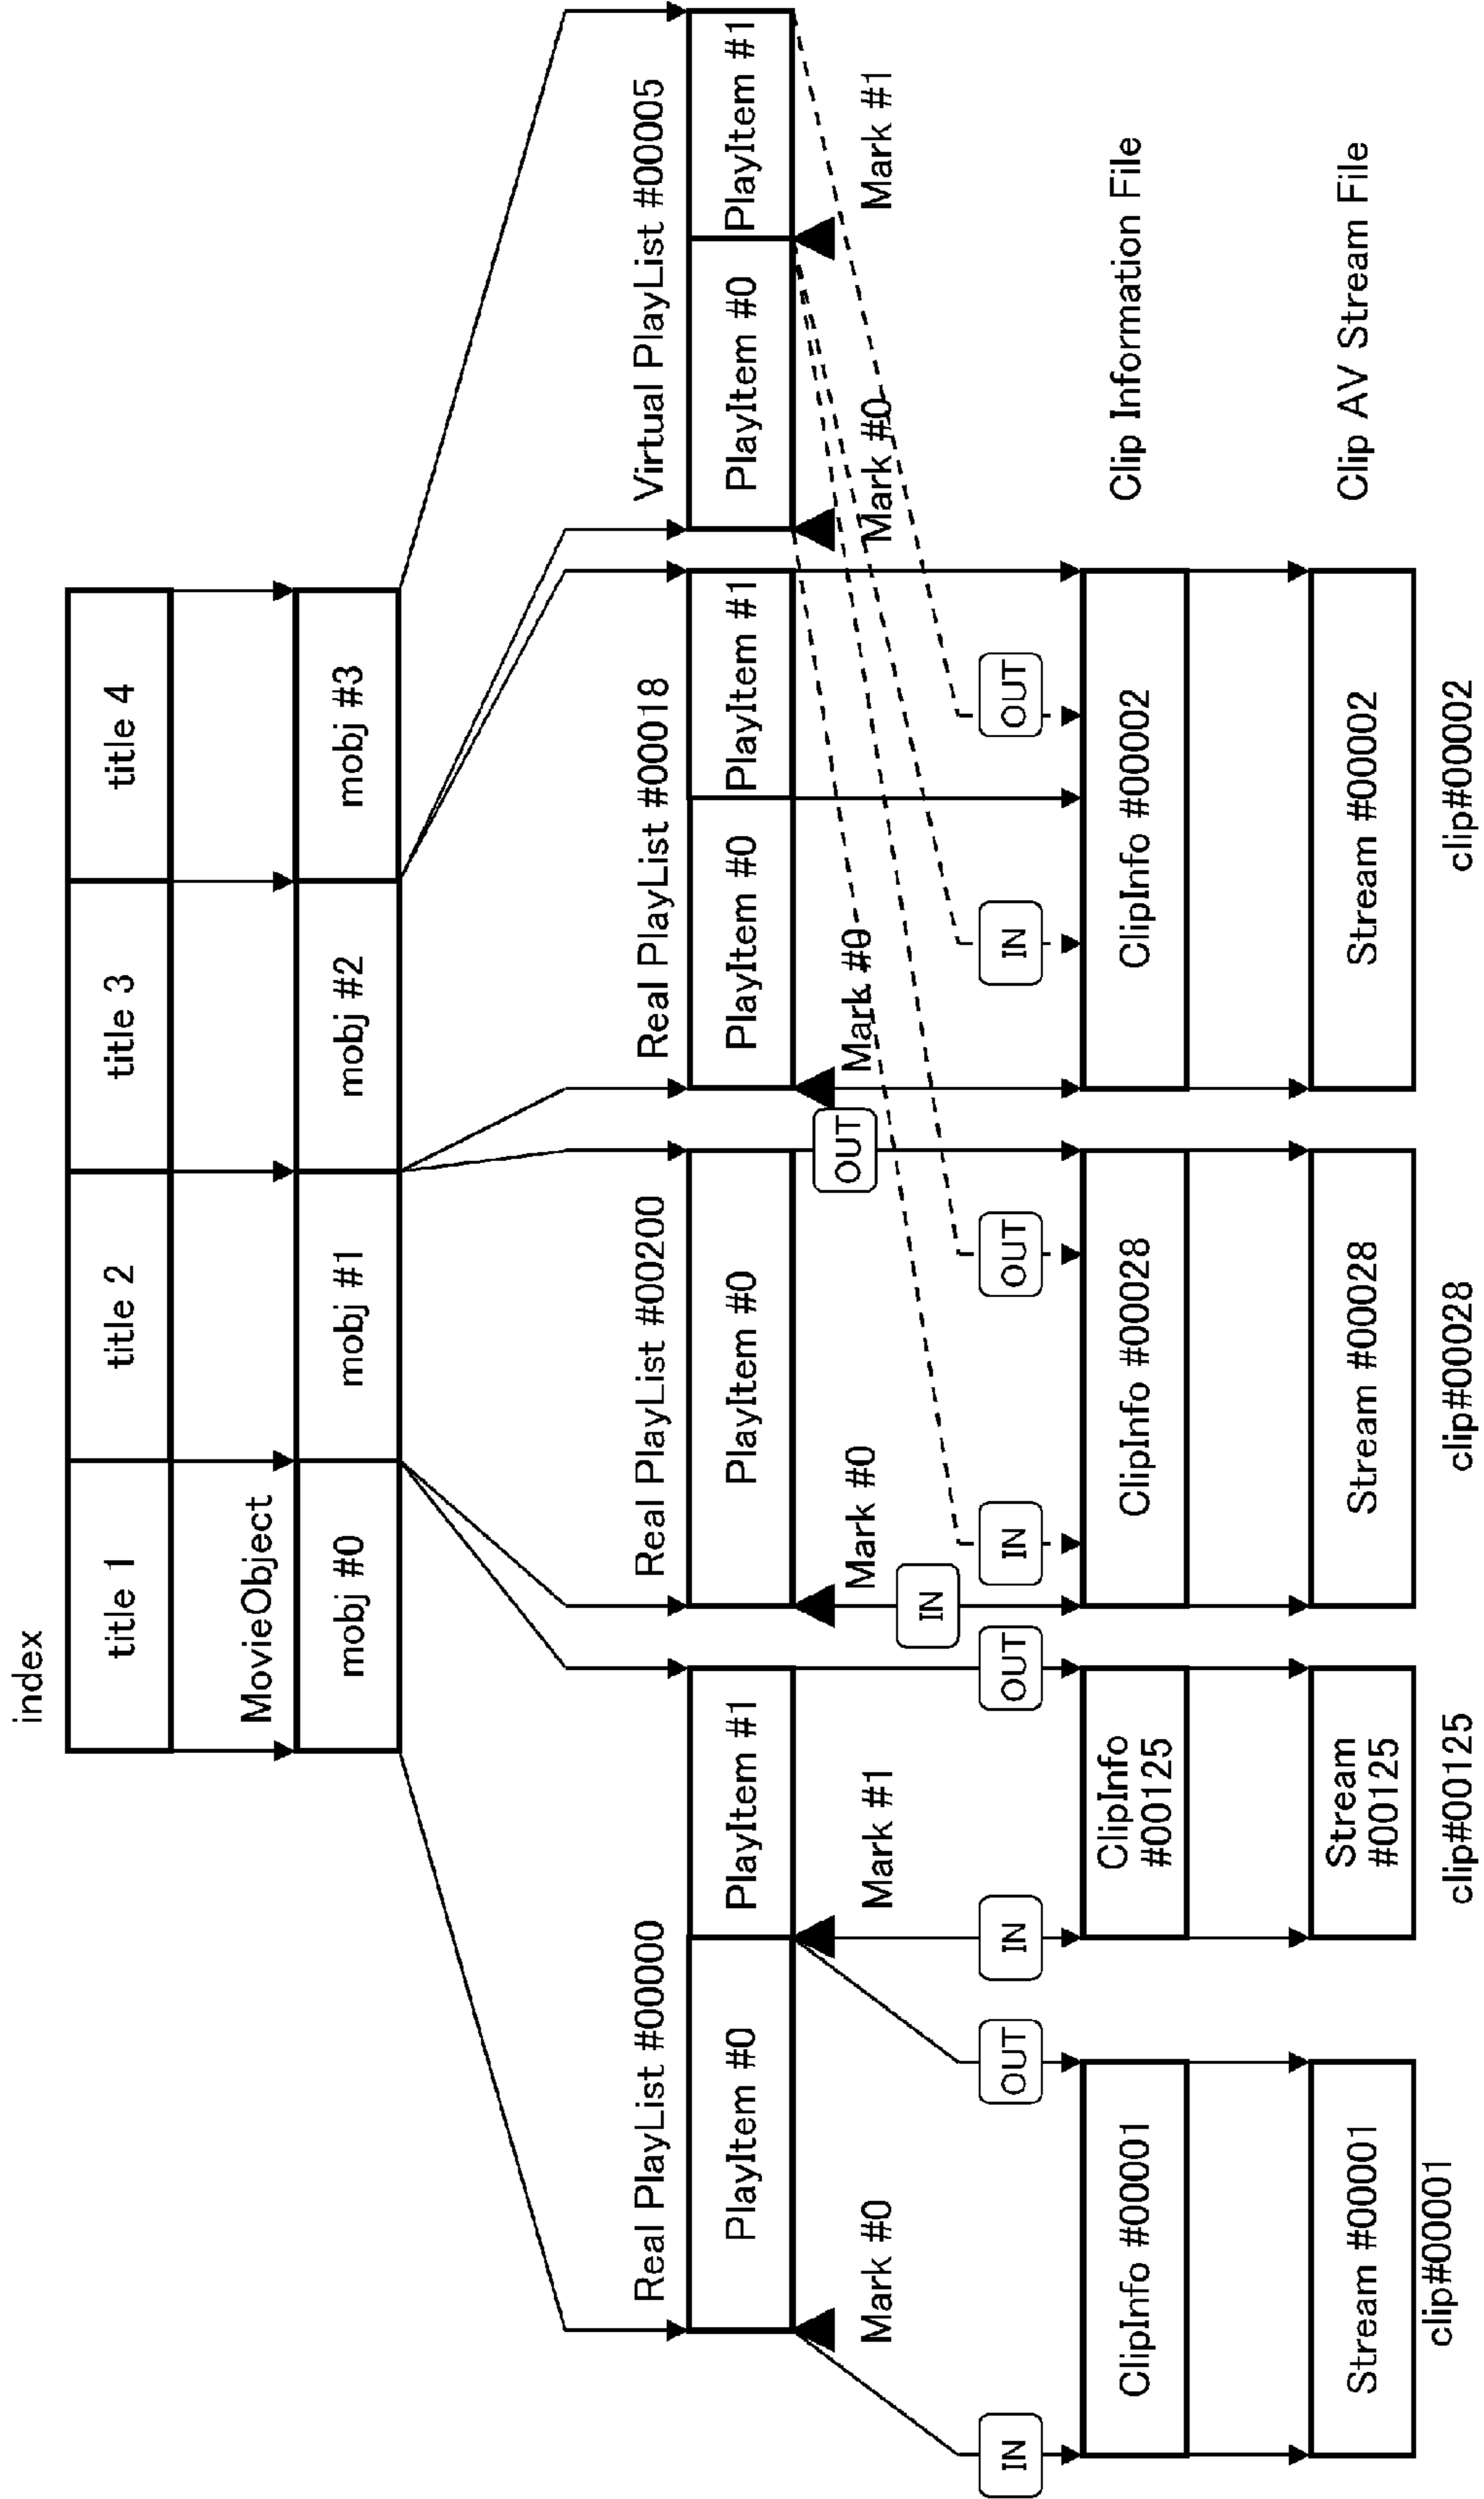 index
title 1
title 2
title 3
title 4
MovieObject
mobj #0
mobj #1
mobj #2
mobj #3
Real PlayList #00000
Real PlayList #00200
Real PlayList #00018
Virtual PlayList #00005
PlayItem #0
PlayItem #1
PlayItem #0
PlayItem #0
PlayItem #1
PlayItem #0
PlayItem #1
Mark #0
Mark #1
Mark #0
Mark #0
Mark #0
Mark #1
OUT
IN
IN
OUT
IN
OUT
IN
OUT
IN
OUT
ClipInfo #00001
ClipInfo
#00125
ClipInfo #00028
ClipInfo #00002
Clip Information File
Stream #00001
Stream
#00125
Stream #00028
Stream #00002
Clip AV Stream File
clip#00001
clip#00125
clip#00028
clip#00002